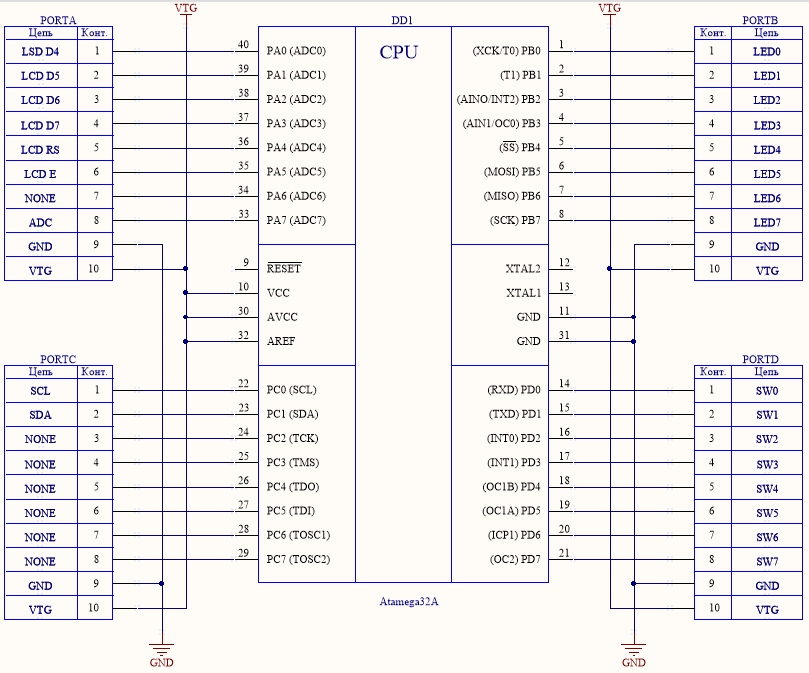 VTG
VTG
PORTA
DD1
PORTB
Цепь Конт.
Конт. Цепь
LSD D4 1
LCD D5 2
LCD D6 3
LCD D7 4
LCD RS 5
LCD E 6
NONE 7
ADC 8
GND 9
VTG 10
CPU
40 PA0 (ADC0)
39 PA1 (ADC1)
38 PA2 (ADC2)
37 PA3 (ADC3)
36 PA4 (ADC4)
35 PA5 (ADC5)
34 PA6 (ADC6)
33 PA7 (ADC7)
9 RESET
10 VCC
30 AVCC
32 AREF
22 PC0 (SCL)
23 PC1 (SDA)
24 PC2 (TCK)
25 PC3 (TMS)
26 PC4 (TDO)
27 PC5 (TDI)
28 PC6 (TOSC1)
29 PC7 (TOSC2)
(XCK/T0) PB0 1
(T1) PB1 2
(AINO/INT2) PB2 3
(AIN1/OC0) PB3 4
(SS) PB4 5
(MOSI) PB5 6
(MISO) PB6 7
(SCK) PB7 8
XTAL2 12
XTAL1 13
GND 11
GND 31
(RXD) PD0 14
(TXD) PD1 15
(INT0) PD2 16
(INT1) PD3 17
(OC1B) PD4 18
(OC1A) PD5 19
(ICP1) PD6 20
(OC2) PD7 21
1 LED0
2 LED1
3 LED2
4 LED3
5 LED4
6 LED5
7 LED6
8 LED7
9 GND
10 VTG
PORTC
Цепь Конт.
SCL 1
SDA 2
NONE 3
NONE 4
NONE 5
NONE 6
NONE 7
NONE 8
GND 9
VTG 10
PORTD
Конт. Цепь
1 SW0
2 SW1
3 SW2
4 SW3
5 SW4
6 SW5
7 SW6
8 SW7
9 GND
10 VTG
Atamega32A
GND
GND